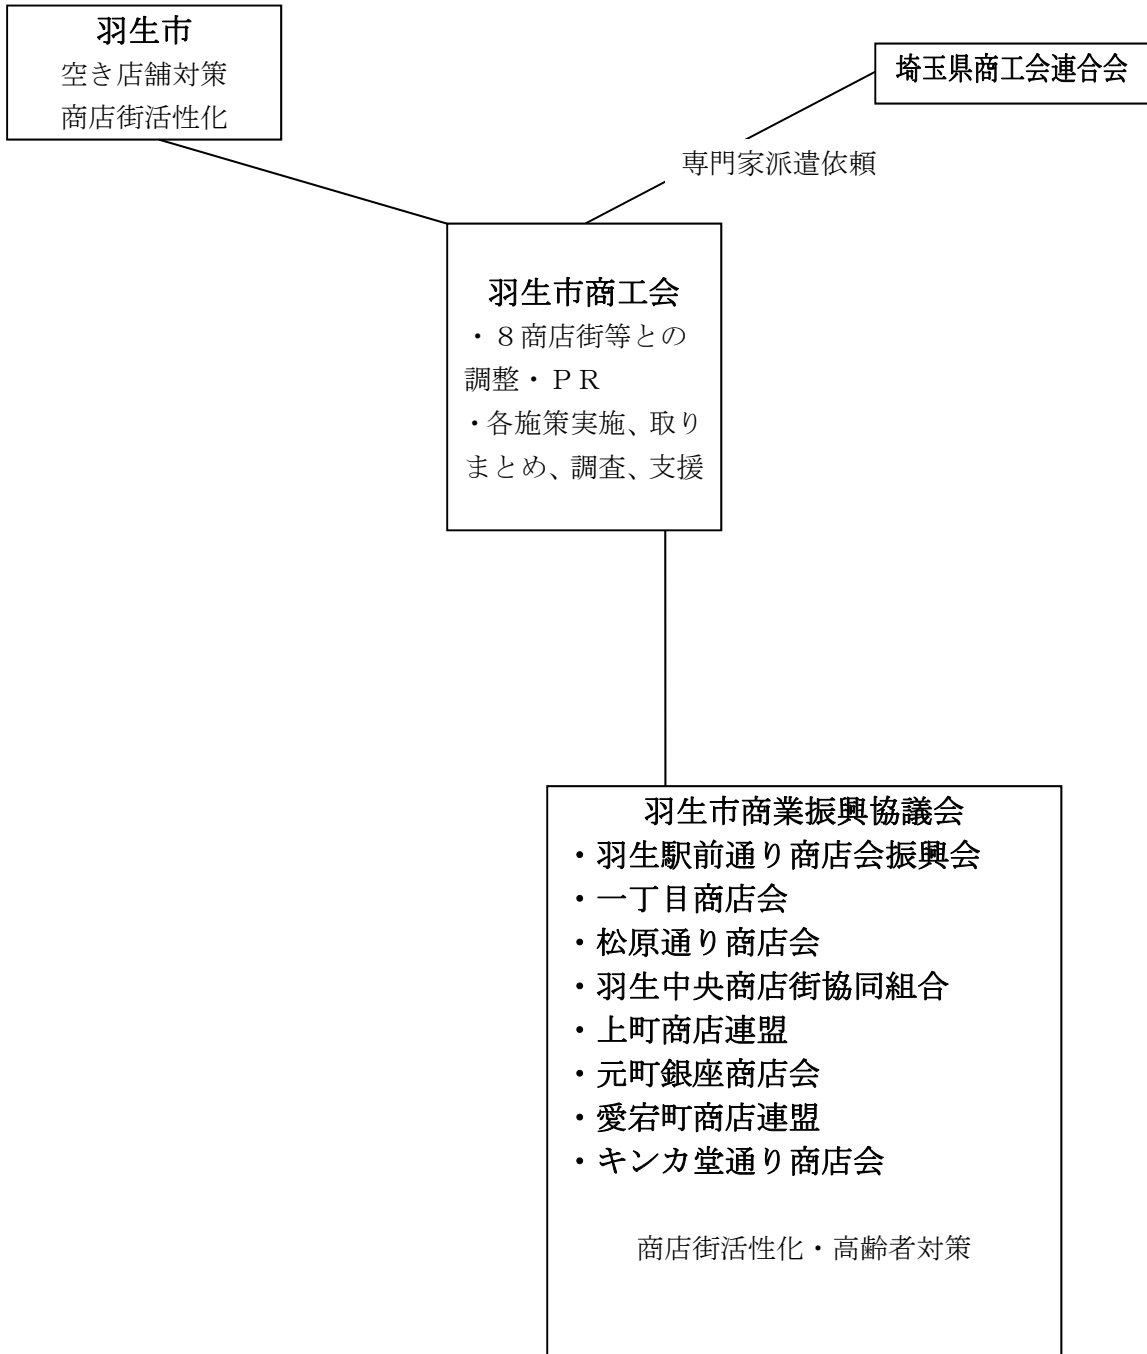 羽生市
空き店舗対策
商店街活性化
埼玉県商工会連合会
専門家派遣依頼
羽生市商工会
・８商店街等との
調整・ＰＲ
・各施策実施、取り
まとめ、調査、支援
羽生市商業振興協議会
・羽生駅前通り商店会振興会
・一丁目商店会
・松原通り商店会
・羽生中央商店街協同組合
・上町商店連盟
・元町銀座商店会
・愛宕町商店連盟
・キンカ堂通り商店会
商店街活性化・高齢者対策